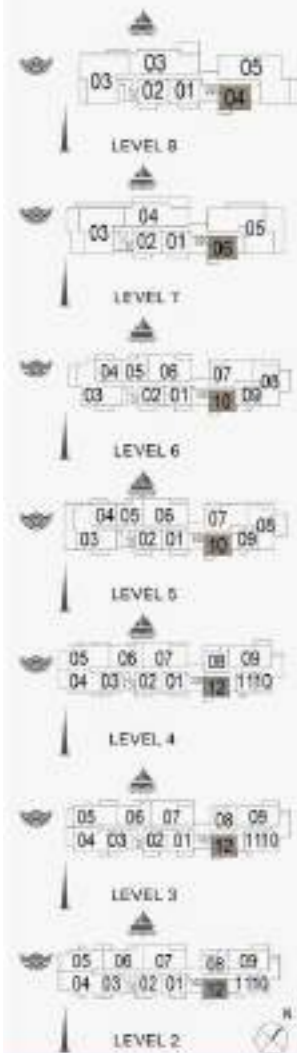 03 05
03 02 01 04
LEVEL 8
04
03 02 01 06 05
LEVEL 7
04 05 06 07 08
03 02 01 10 09
LEVEL 6
04 05 06 07 08
03 02 01 10 09
LEVEL 5
05 06 07 08 09
04 03 02 01 12 11 10
LEVEL 4
05 06 07 08 09
04 03 02 01 12 11 10
LEVEL 3
05 06 07 08 09
04 03 02 01 12 11 10
N
LEVEL 2